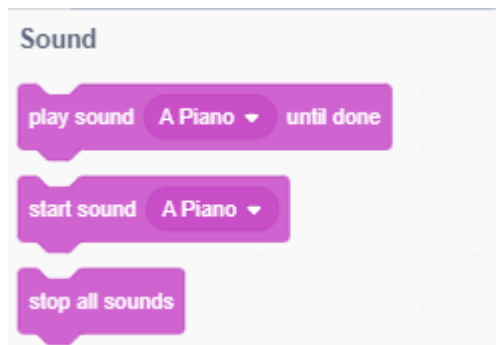 Sound
play sound A Piano until done
start sound A Piano
stop all sounds